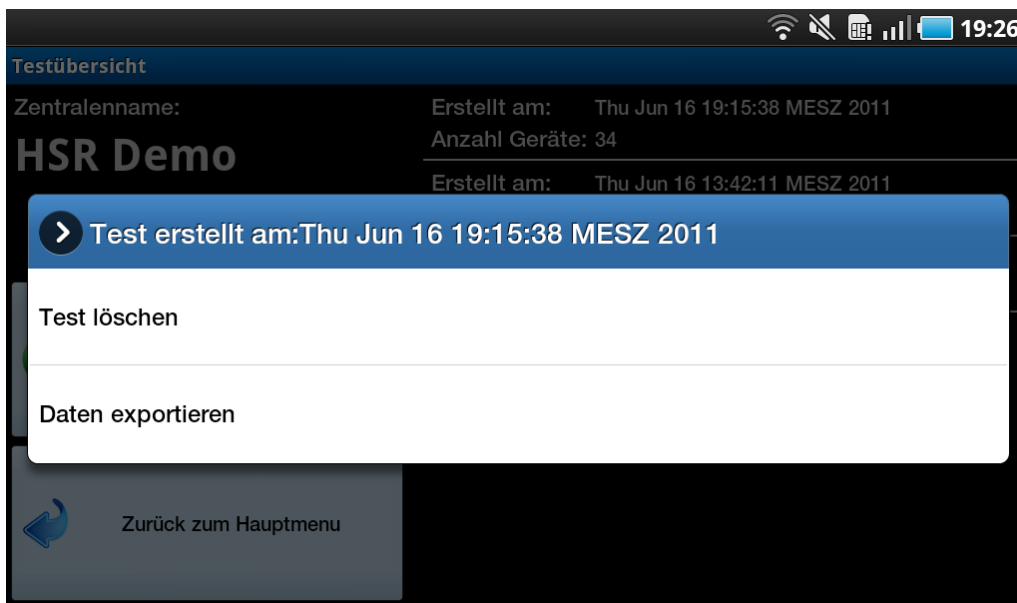 19:26
Testübersicht
Zentralenname:
HSR Demo
Erstellt am: Thu Jun 16 19:15:38 MESZ 2011
Anzahl Geräte: 34
Erstellt am: Thu Jun 16 13:42:11 MESZ 2011
Test erstellt am:Thu Jun 16 19:15:38 MESZ 2011
Test löschen
Daten exportieren
Zurück zum Hauptmenu